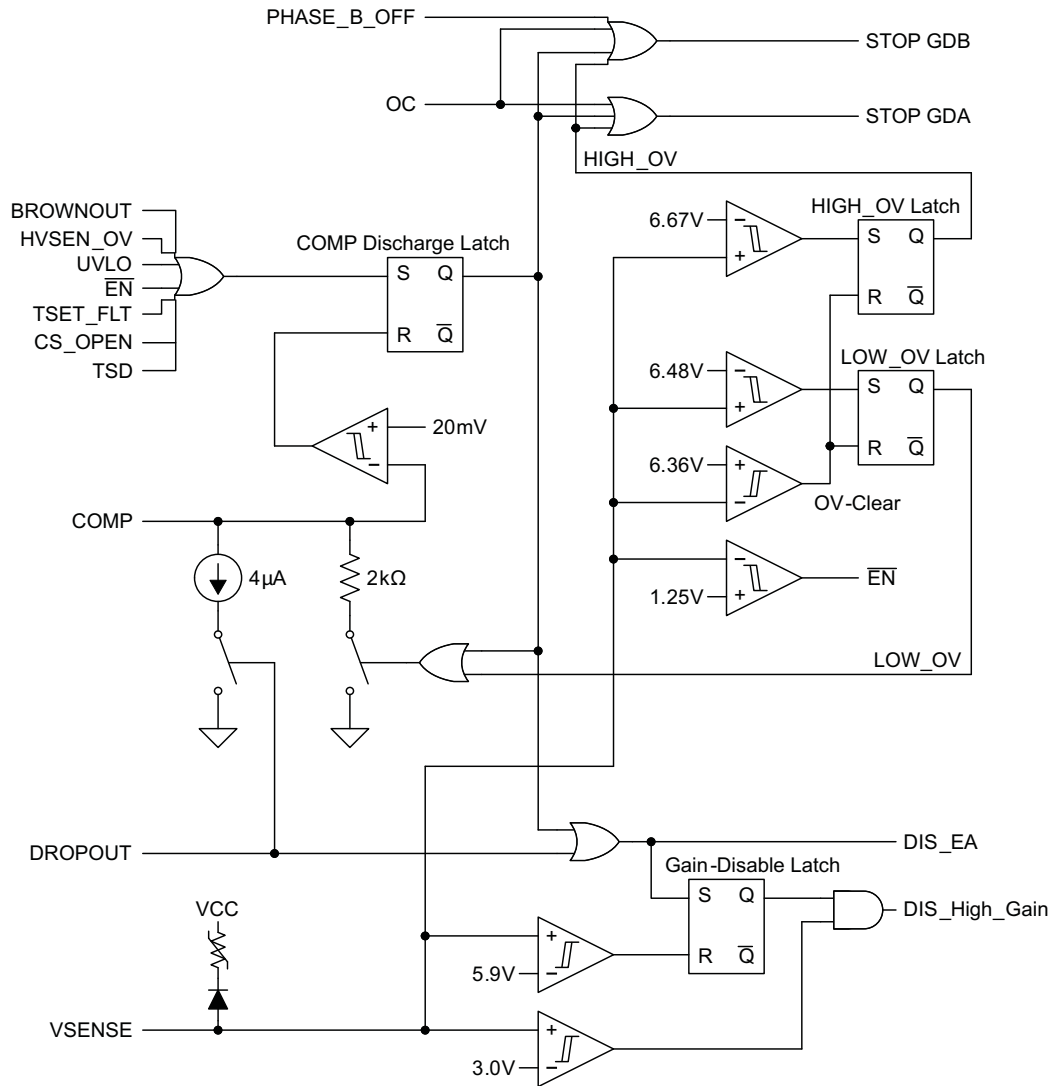 PHASE_B_OFF
STOP GDB
OC
STOP GDA
HIGH_OV
BROWNOUT
HVSEN_OV
UVLO
E̅N̅
TSET_FLT
CS_OPEN
TSD
COMP Discharge Latch
S Q
R Q̅
6.67V
−
+
HIGH_OV Latch
S Q
R Q̅
6.48V
−
+
LOW_OV Latch
S Q
R Q̅
+
−
20mV
6.36V
+
−
OV-Clear
COMP
4µA
2kΩ
−
+
1.25V
E̅N̅
LOW_OV
DROPOUT
DIS_EA
Gain-Disable Latch
S Q
R Q̅
DIS_High_Gain
VCC
+
−
5.9V
VSENSE
+
−
3.0V